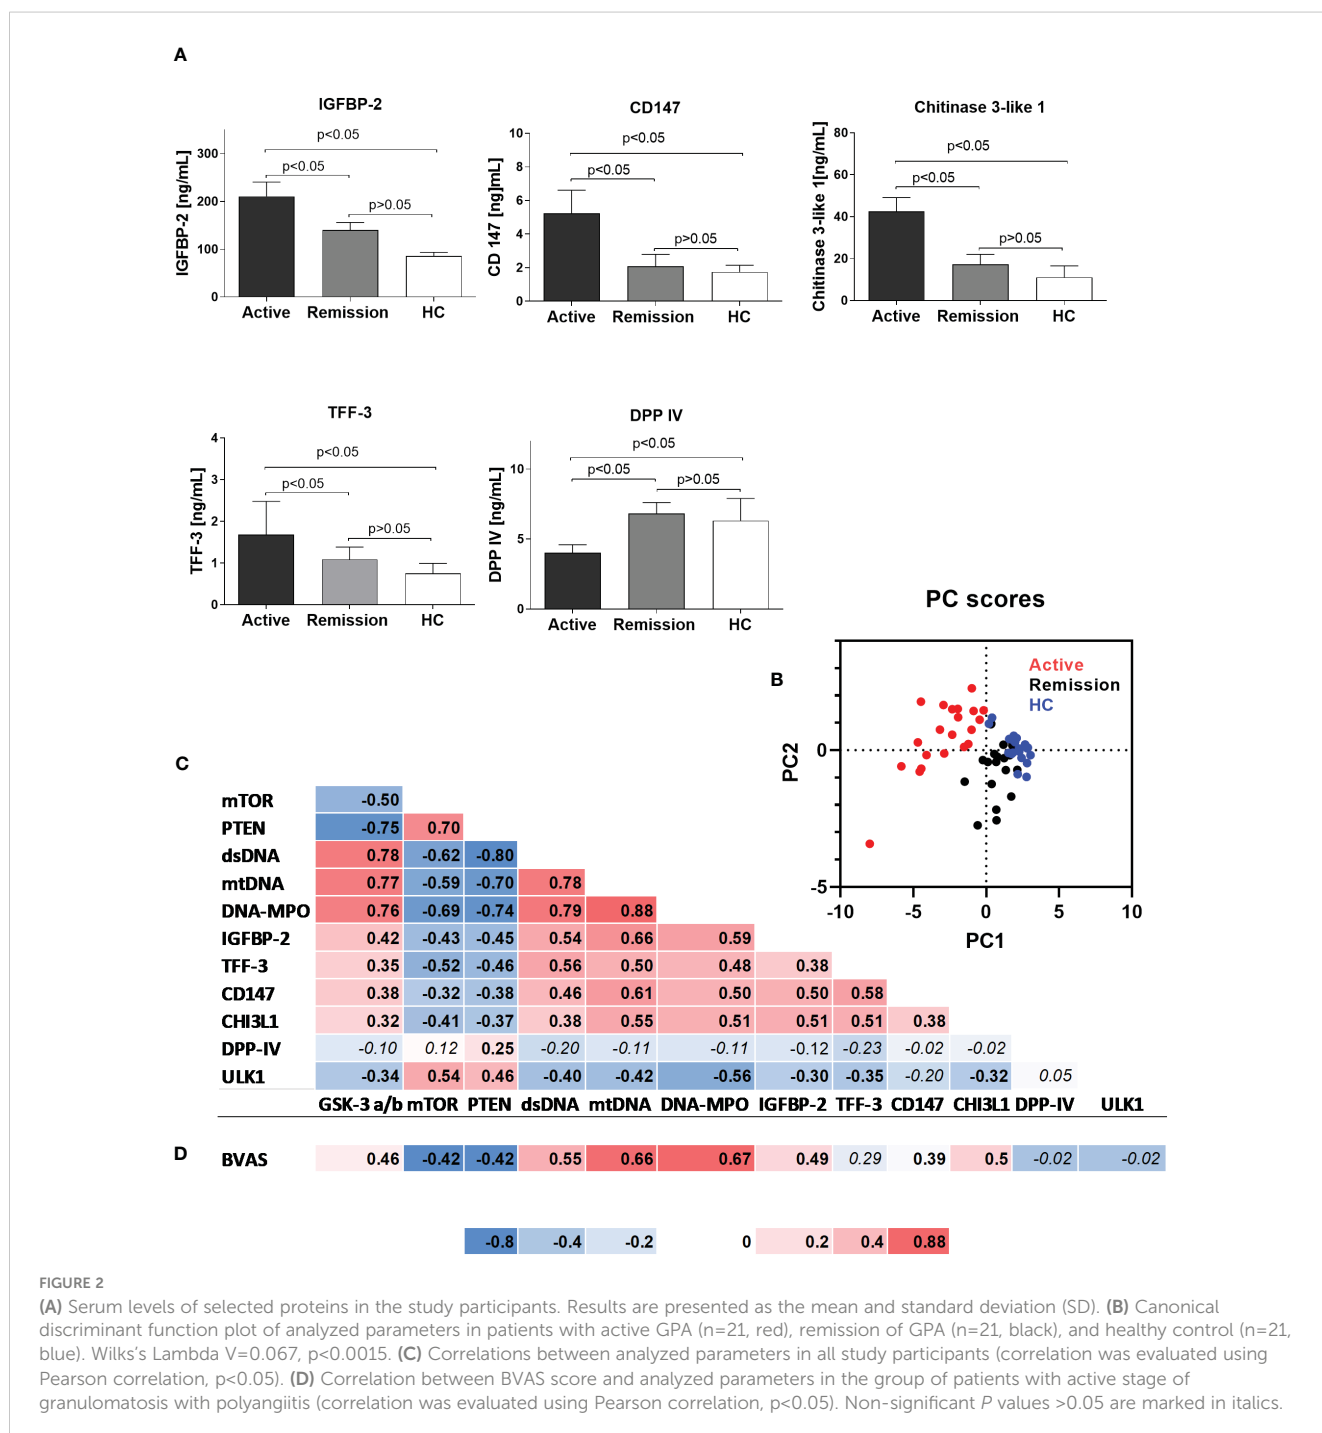 A
IGFBP-2
IGFBP-2 [ng/mL]
300
200
100
0
p<0.05
p<0.05
p>0.05
Active Remission HC
CD147
CD 147 [ng]mL]
10
8
6
4
2
0
p<0.05
p<0.05
p>0.05
Active Remission HC
Chitinase 3-like 1
Chitinase 3-like 1[ng/mL]
80
60
40
20
0
p<0.05
p<0.05
p>0.05
Active Remission HC
TFF-3
TFF-3 [ng/mL]
4
3
2
1
0
p<0.05
p<0.05
p>0.05
Active Remission HC
DPP IV
DPP IV [ng/mL]
10
5
0
p<0.05
p<0.05
p>0.05
Active Remission HC
B
PC scores
Active
Remission
HC
PC2
0
-5
-10 -5 0 5 10
PC1
C
mTOR -0.50
PTEN -0.75 0.70
dsDNA 0.78 -0.62 -0.80
mtDNA 0.77 -0.59 -0.70 0.78
DNA-MPO 0.76 -0.69 -0.74 0.79 0.88
IGFBP-2 0.42 -0.43 -0.45 0.54 0.66 0.59
TFF-3 0.35 -0.52 -0.46 0.56 0.50 0.48 0.38
CD147 0.38 -0.32 -0.38 0.46 0.61 0.50 0.50 0.58
CHI3L1 0.32 -0.41 -0.37 0.38 0.55 0.51 0.51 0.51 0.38
DPP-IV -0.10 0.12 0.25 -0.20 -0.11 -0.11 -0.12 -0.23 -0.02 -0.02
ULK1 -0.34 0.54 0.46 -0.40 -0.42 -0.56 -0.30 -0.35 -0.20 -0.32 0.05
GSK-3 a/b mTOR PTEN dsDNA mtDNA DNA-MPO IGFBP-2 TFF-3 CD147 CHI3L1 DPP-IV ULK1
D
BVAS 0.46 -0.42 -0.42 0.55 0.66 0.67 0.49 0.29 0.39 0.5 -0.02 -0.02
-0.8 -0.4 -0.2 0 0.2 0.4 0.88
FIGURE 2
(A) Serum levels of selected proteins in the study participants. Results are presented as the mean and standard deviation (SD). (B) Canonical
discriminant function plot of analyzed parameters in patients with active GPA (n=21, red), remission of GPA (n=21, black), and healthy control (n=21,
blue). Wilks's Lambda V=0.067, p<0.0015. (C) Correlations between analyzed parameters in all study participants (correlation was evaluated using
Pearson correlation, p<0.05). (D) Correlation between BVAS score and analyzed parameters in the group of patients with active stage of
granulomatosis with polyangiitis (correlation was evaluated using Pearson correlation, p<0.05). Non-significant P values >0.05 are marked in italics.